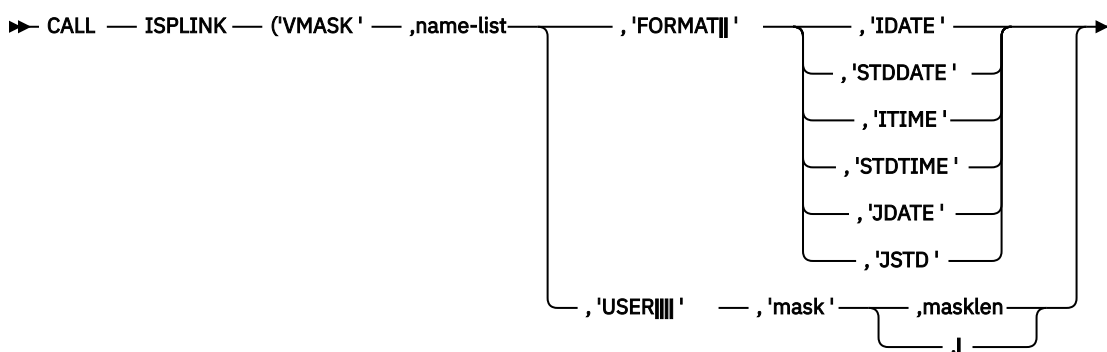 CALL ISPLINK ('VMASK ' ,name-list , 'FORMAT|| ' , 'IDATE '
, 'STDDATE '
, 'ITIME '
, 'STDTIME '
, 'JDATE '
, 'JSTD '
, 'USER|||| ' , 'mask ' ,masklen